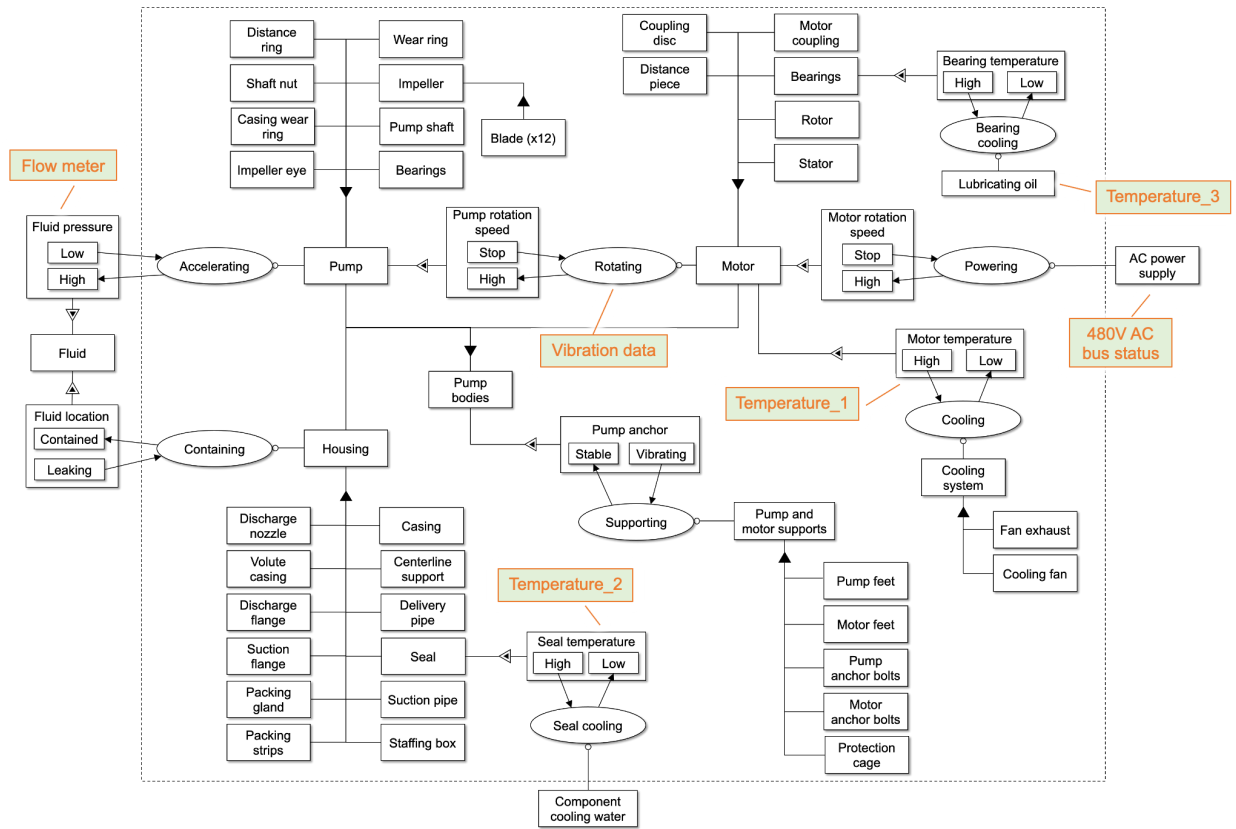 Distance
ring
Wear ring
Shaft nut
Impeller
Casing wear
ring
Pump shaft
Blade (x12)
Impeller eye
Bearings
Coupling
disc
Motor
coupling
Distance
piece
Bearings
Rotor
Stator
Bearing temperature
High
Low
Bearing
cooling
Lubricating oil
Temperature_3
Flow meter
Fluid pressure
Low
High
Accelerating
Pump
Pump rotation
speed
Stop
High
Rotating
Motor
Motor rotation
speed
Stop
High
Powering
AC power
supply
480V AC
bus status
Vibration data
Fluid
Pump
bodies
Motor temperature
High
Low
Temperature_1
Cooling
Cooling
system
Fan exhaust
Cooling fan
Fluid location
Contained
Leaking
Containing
Housing
Pump anchor
Stable
Vibrating
Supporting
Pump and
motor supports
Pump feet
Motor feet
Pump
anchor bolts
Motor
anchor bolts
Protection
cage
Discharge
nozzle
Casing
Volute
casing
Centerline
support
Discharge
flange
Delivery
pipe
Suction
flange
Seal
Packing
gland
Suction pipe
Packing
strips
Staffing box
Temperature_2
Seal temperature
High
Low
Seal cooling
Component
cooling water